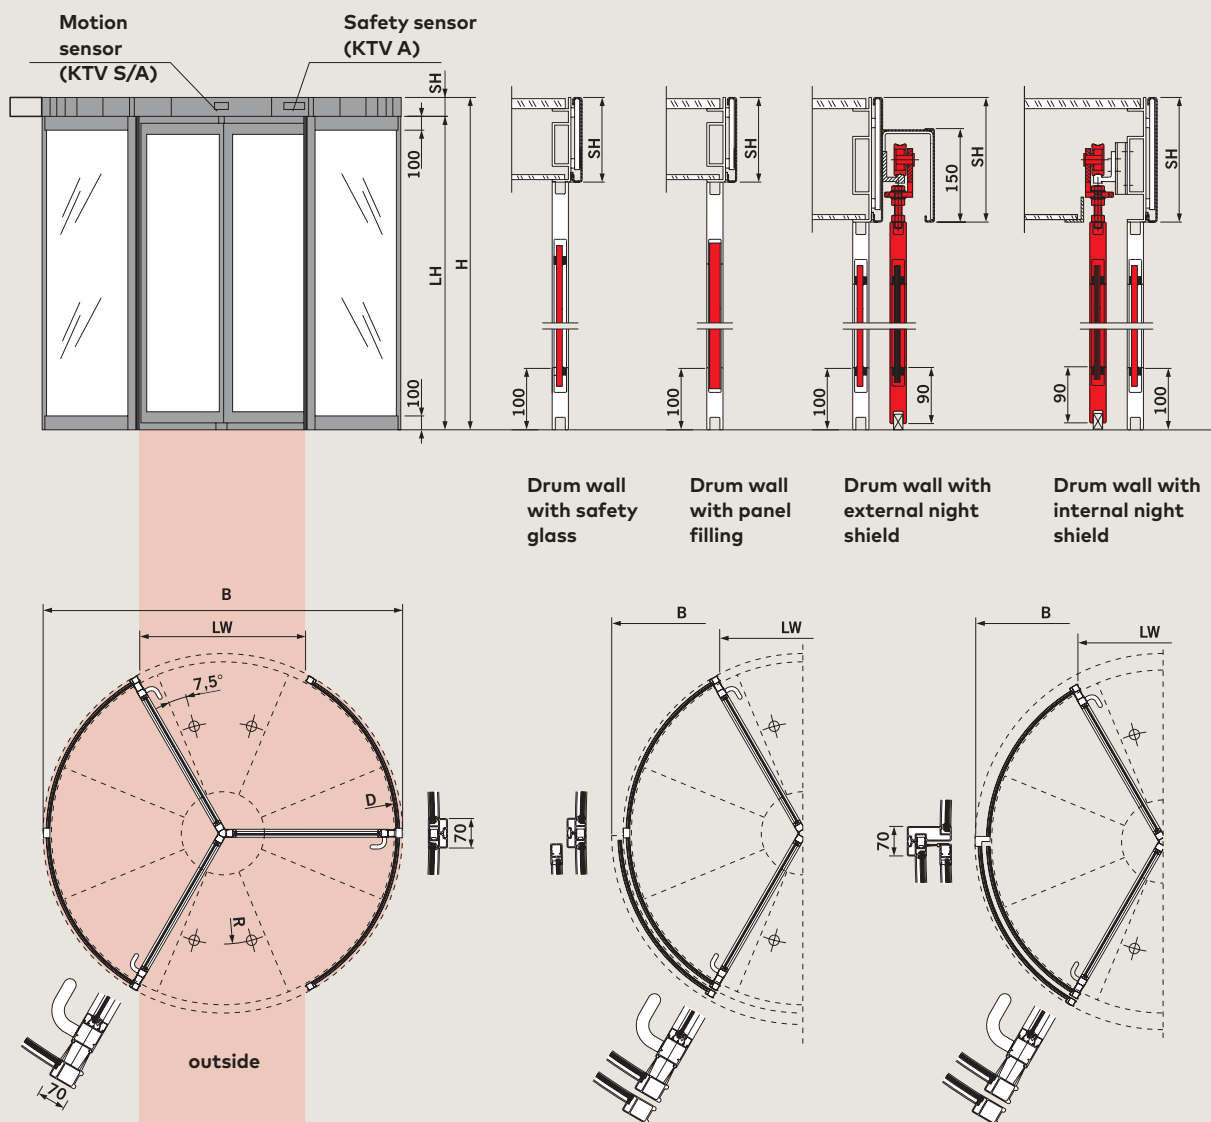 Motion
sensor
(KTV S/A)
Safety sensor
(KTV A)
SH
100
LH
H
100
SH
100
SH
100
SH
150
100
90
SH
90
100
Drum wall
with safety
glass
Drum wall
with panel
filling
Drum wall with
external night
shield
Drum wall with
internal night
shield
B
LW
7,5°
D
R
70
70
outside
B
LW
B
LW
70